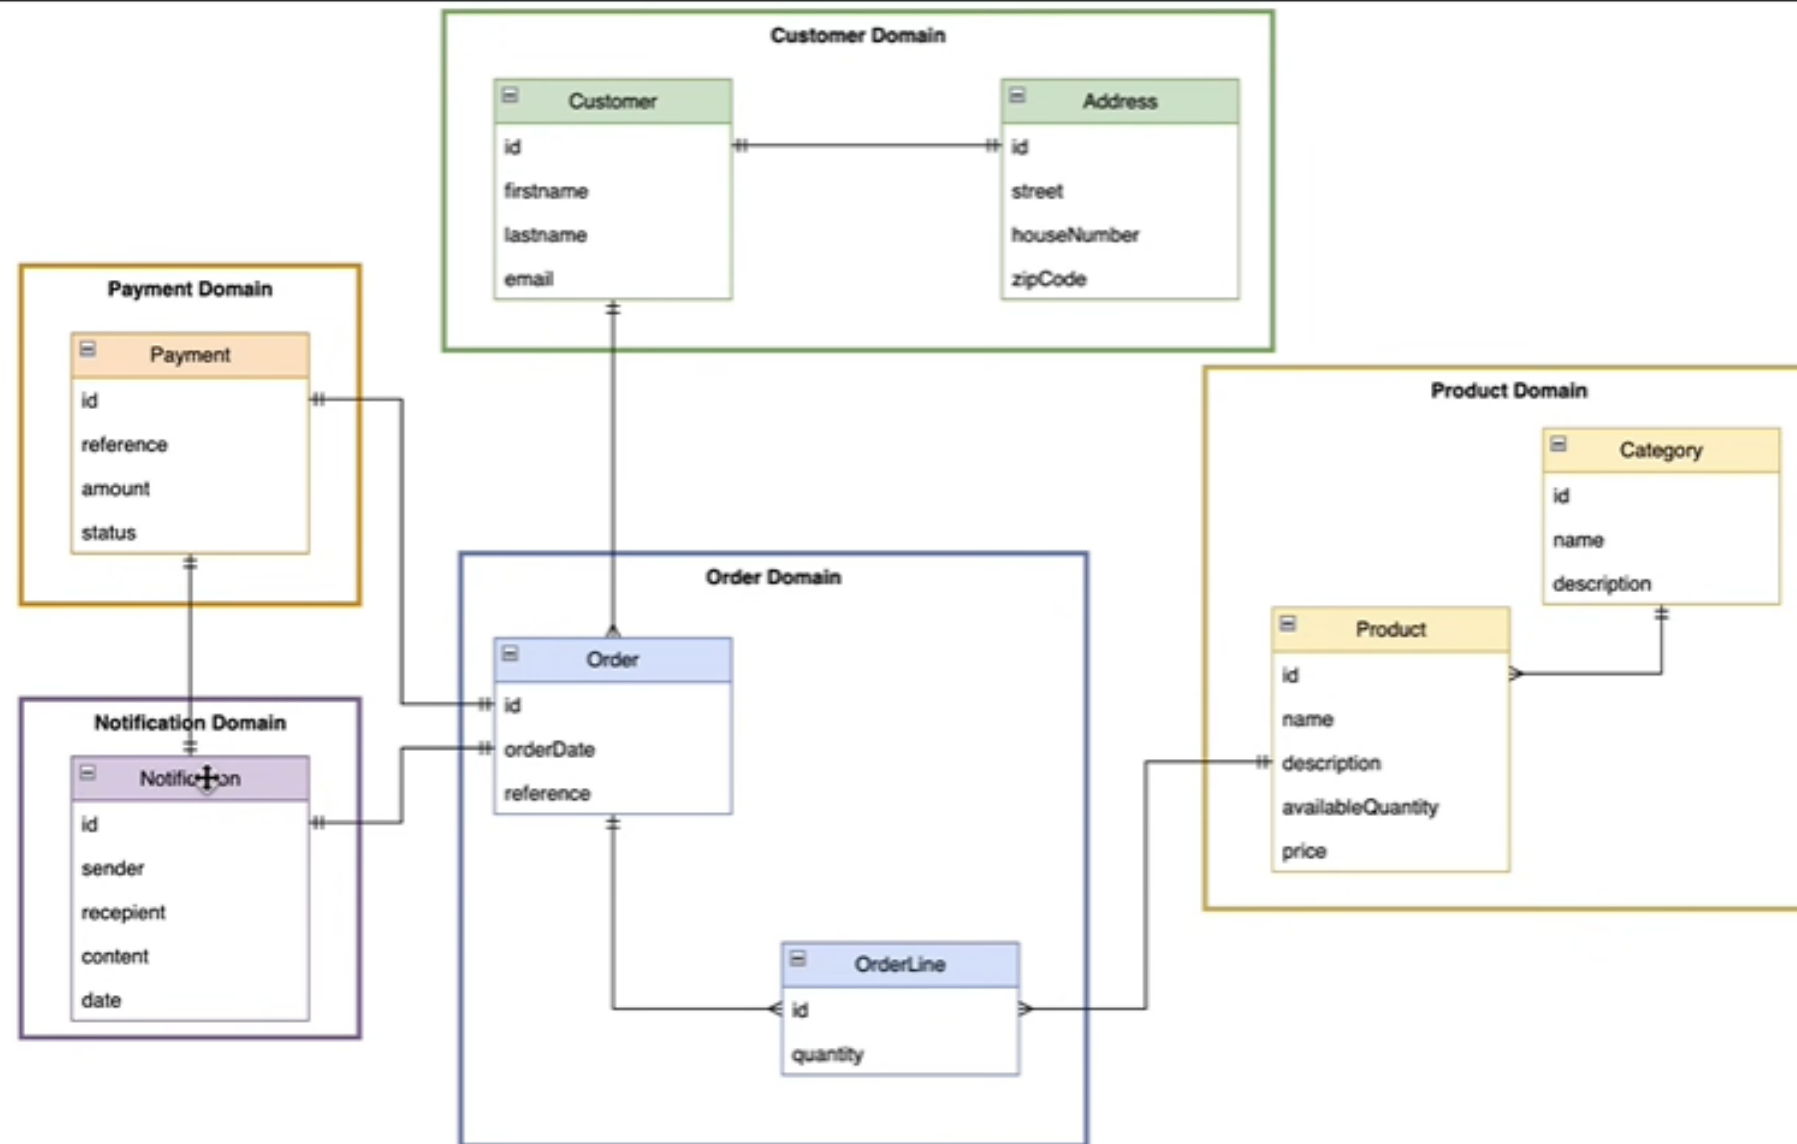 Customer Domain
Customer
id
firstname
lastname
email
Address
id
street
houseNumber
zipCode
Payment Domain
Payment
id
reference
amount
status
Product Domain
Category
id
name
description
Product
id
name
description
availableQuantity
price
Order Domain
Order
id
orderDate
reference
OrderLine
id
quantity
Notification Domain
id
sender
recepient
content
date